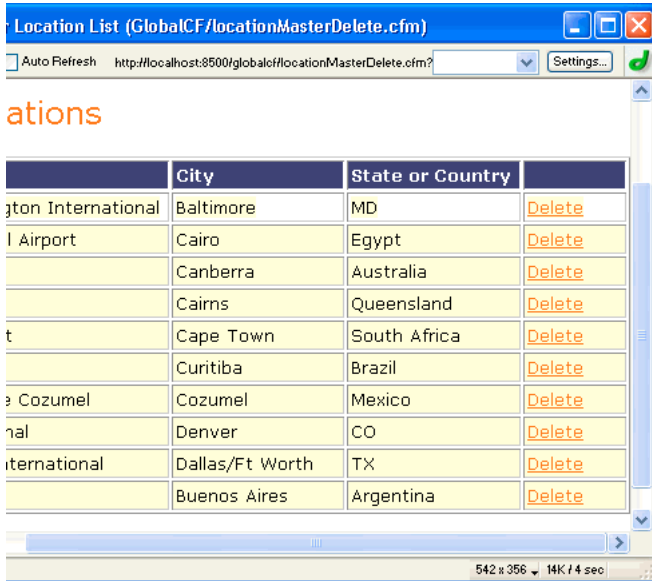 r Location List (GlobalCF/locationMasterDelete.cfm)
Auto Refresh http://localhost:8500/globalcf/locationMasterDelete.cfm? Settings...
ations
City State or Country
gton International Baltimore MD Delete
l Airport Cairo Egypt Delete
Canberra Australia Delete
Cairns Queensland Delete
t Cape Town South Africa Delete
Curitiba Brazil Delete
e Cozumel Cozumel Mexico Delete
nal Denver CO Delete
nternational Dallas/Ft Worth TX Delete
Buenos Aires Argentina Delete
542 x 356 14K / 4 sec